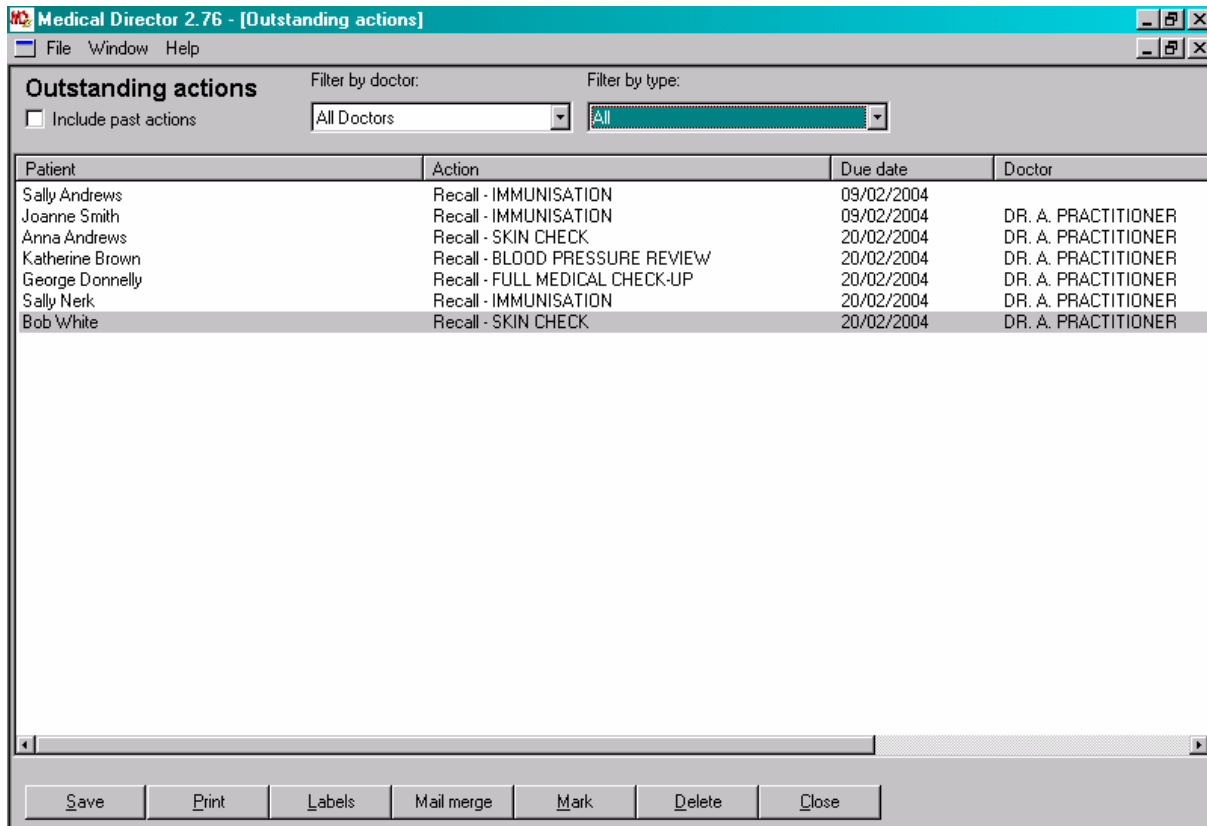 Medical Director 2.76 - [Outstanding actions]
File Window Help
Outstanding actions Filter by doctor: Filter by type:
Include past actions All Doctors All
Patient Action Due date Doctor
Sally Andrews Recall - IMMUNISATION 09/02/2004
Joanne Smith Recall - IMMUNISATION 09/02/2004 DR. A. PRACTITIONER
Anna Andrews Recall - SKIN CHECK 20/02/2004 DR. A. PRACTITIONER
Katherine Brown Recall - BLOOD PRESSURE REVIEW 20/02/2004 DR. A. PRACTITIONER
George Donnelly Recall - FULL MEDICAL CHECK-UP 20/02/2004 DR. A. PRACTITIONER
Sally Nerk Recall - IMMUNISATION 20/02/2004 DR. A. PRACTITIONER
Bob White Recall - SKIN CHECK 20/02/2004 DR. A. PRACTITIONER
Save Print Labels Mail merge Mark Delete Close